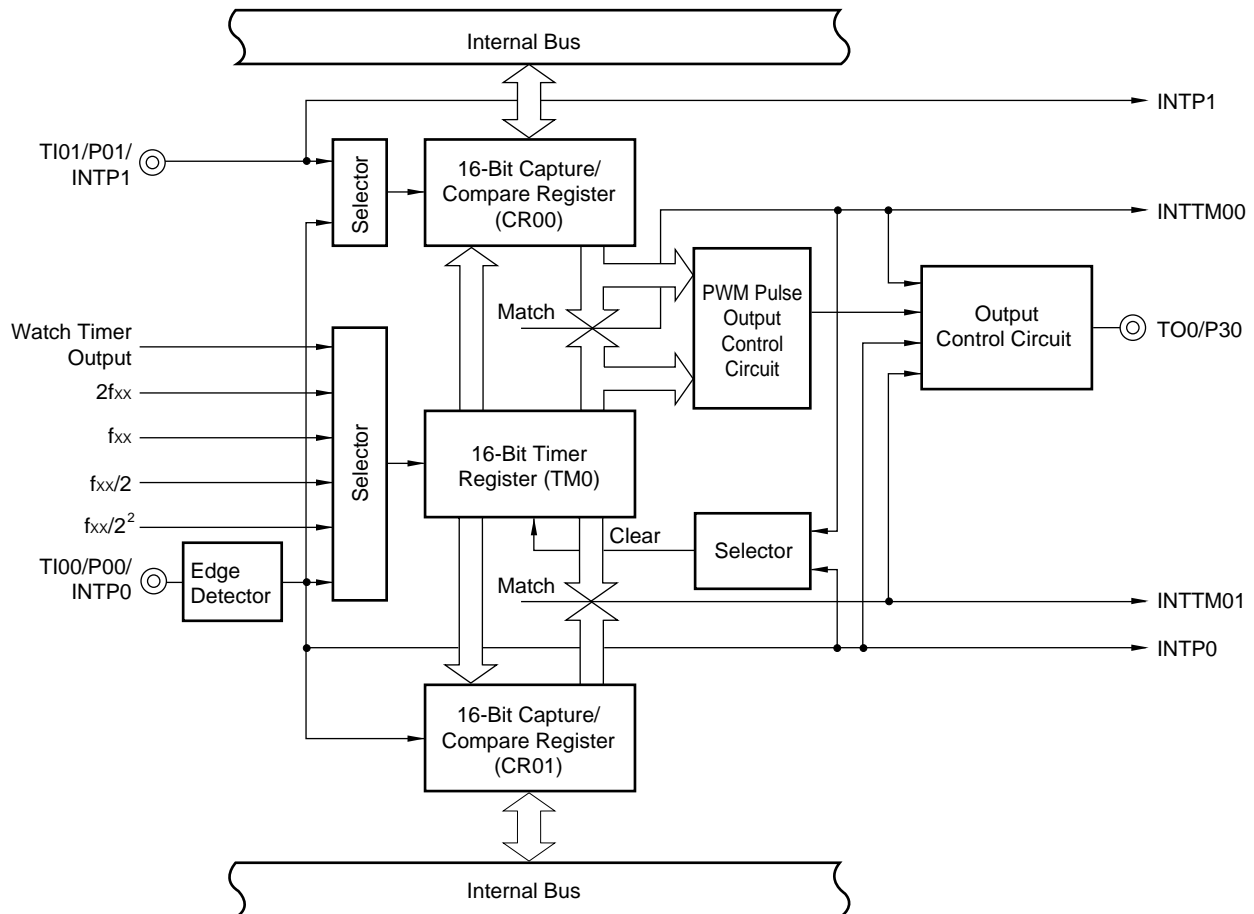 Internal Bus
INTP1
TI01/P01/
INTP1
Selector
16-Bit Capture/
Compare Register
(CR00)
INTTM00
PWM Pulse
Output
Control
Circuit
Output
Control Circuit
TO0/P30
Match
Watch Timer
Output
2fxx
fxx
fxx/2
fxx/2²
Selector
16-Bit Timer
Register (TM0)
Clear
Selector
TI00/P00/
INTP0
Edge
Detector
Match
INTTM01
INTP0
16-Bit Capture/
Compare Register
(CR01)
Internal Bus